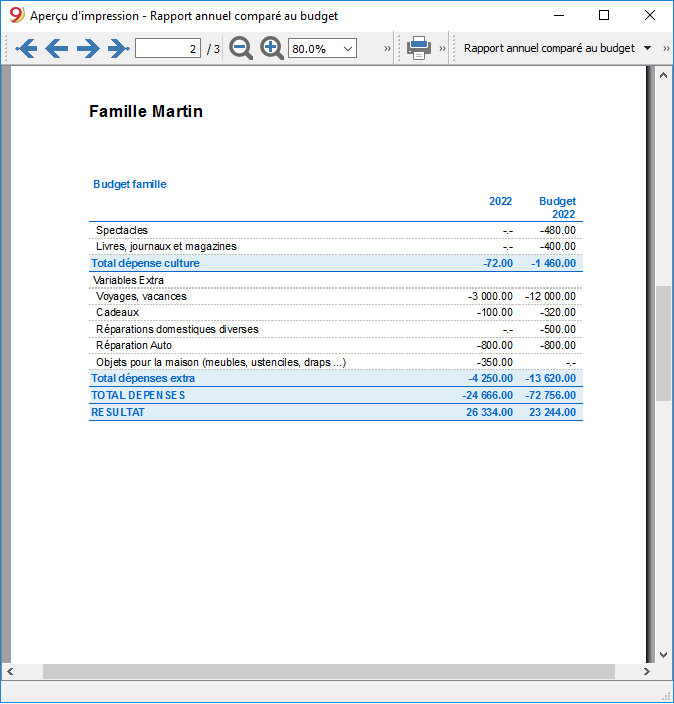 Aperçu d'impression - Rapport annuel comparé au budget
2 / 3 80.0% Rapport annuel comparé au budget
Famille Martin
Budget famille
2022 Budget
2022
Spectacles -.- -480.00
Livres, journaux et magazines -.- -400.00
Total dépense culture -72.00 -1 460.00
Variables Extra
Voyages, vacances -3 000.00 -12 000.00
Cadeaux -100.00 -320.00
Réparations domestiques diverses -.- -500.00
Réparation Auto -800.00 -800.00
Objets pour la maison (meubles, ustenciles, draps ...) -350.00 -.-
Total dépenses extra -4 250.00 -13 620.00
TOTAL DEPENSES -24 666.00 -72 756.00
RESULTAT 26 334.00 23 244.00